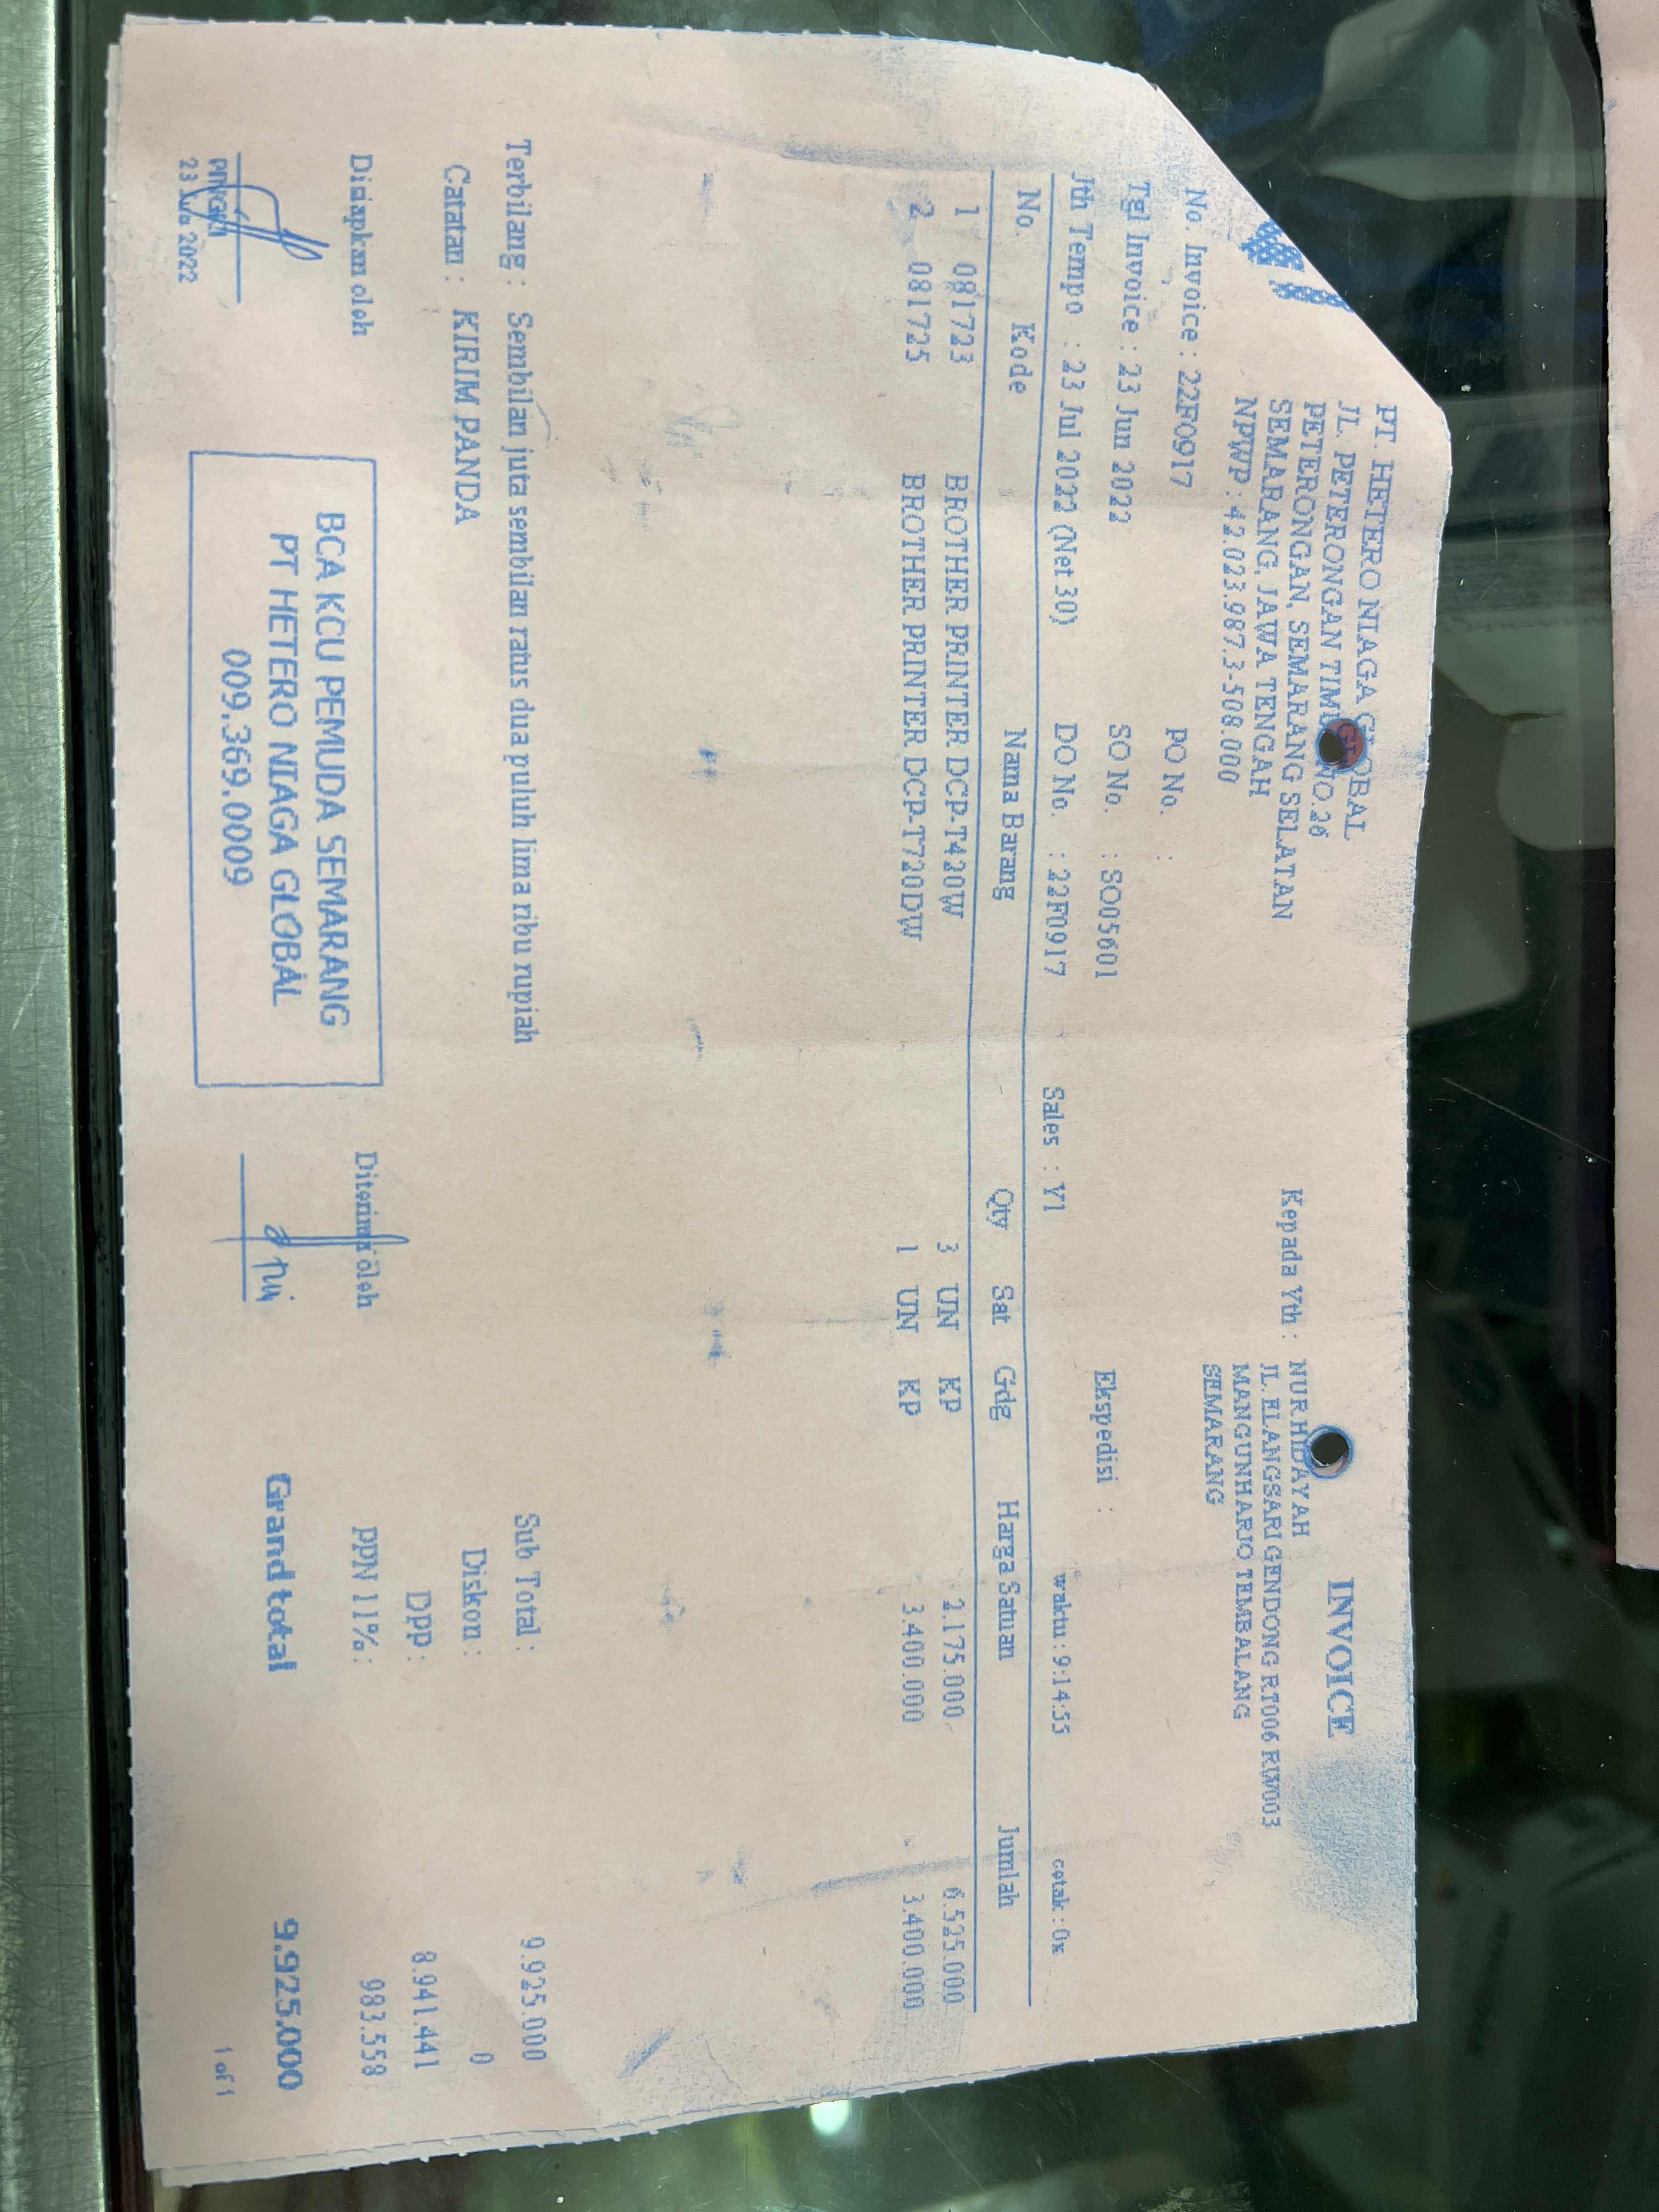 INVOICE
PT. HETERO NIAGA GLOBAL
JL. PETERONGAN TIMUR NO.26
PETERONGAN, SEMARANG SELATAN
SEMARANG, JAWA TENGAH
NPWP : 42.023.987.3-508.000
Kepada Yth : NUR HIDAYAH
JL. ELANGSARI GENDONG RT006 RW003
MANGUNHARJO TEMBALANG
SEMARANG
No. Invoice : 22F0917 PO No. :
Tgl Invoice : 23 Jun 2022 SO No. : SO05601 Ekspedisi :
Jth Tempo : 23 Jul 2022 (Net 30) DO No. : 22F0917 Sales : Y1 waktu : 9:14:55 cetak : 0x
No. Kode Nama Barang Qty Sat Gdg Harga Satuan Jumlah
1 081723 BROTHER PRINTER DCP-T420W 3 UN KP 2.175.000 6.525.000
2 081725 BROTHER PRINTER DCP-T720DW 1 UN KP 3.400.000 3.400.000
Terbilang : Sembilan juta sembilan ratus dua puluh lima ribu rupiah
Catatan : KIRIM PANDA
Sub Total : 9.925.000
Diskon : 0
DPP : 8.941.441
PPN 11% : 983.558
Grand total 9.925.000
Disiapkan oleh
23 2022
BCA KCU PEMUDA SEMARANG
PT HETERO NIAGA GLOBAL
009.369.0009
Diterima oleh
1 of 1